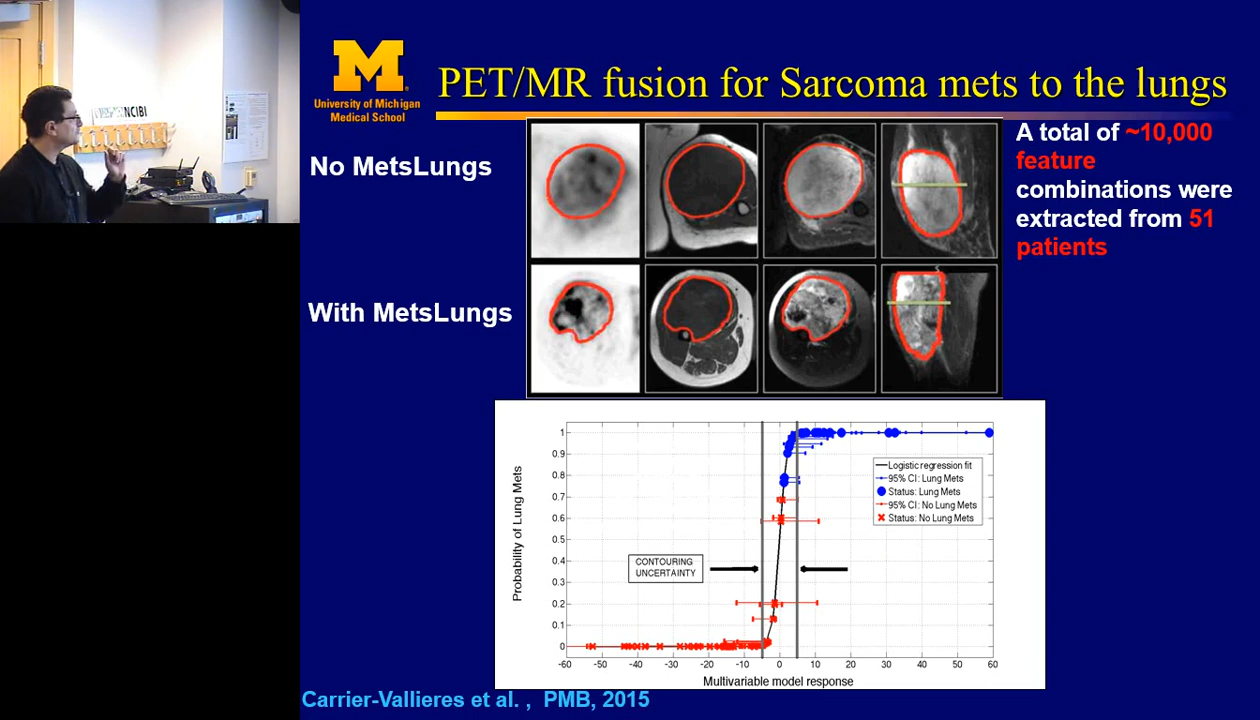 NCIBI
M
University of Michigan
Medical School
PET/MR fusion for Sarcoma mets to the lungs
No MetsLungs
With MetsLungs
A total of ~10,000
feature
combinations were
extracted from 51
patients
Probability of Lung Mets
1
0.9
0.8
0.7
0.6
0.5
0.4
0.3
0.2
0.1
0
CONTOURING
UNCERTAINTY
Logistic regression fit
95% CI: Lung Mets
Status: Lung Mets
95% CI: No Lung Mets
Status: No Lung Mets
-60 -50 -40 -30 -20 -10 0 10 20 30 40 50 60
Multivariable model response
Carrier-Vallieres et al. , PMB, 2015